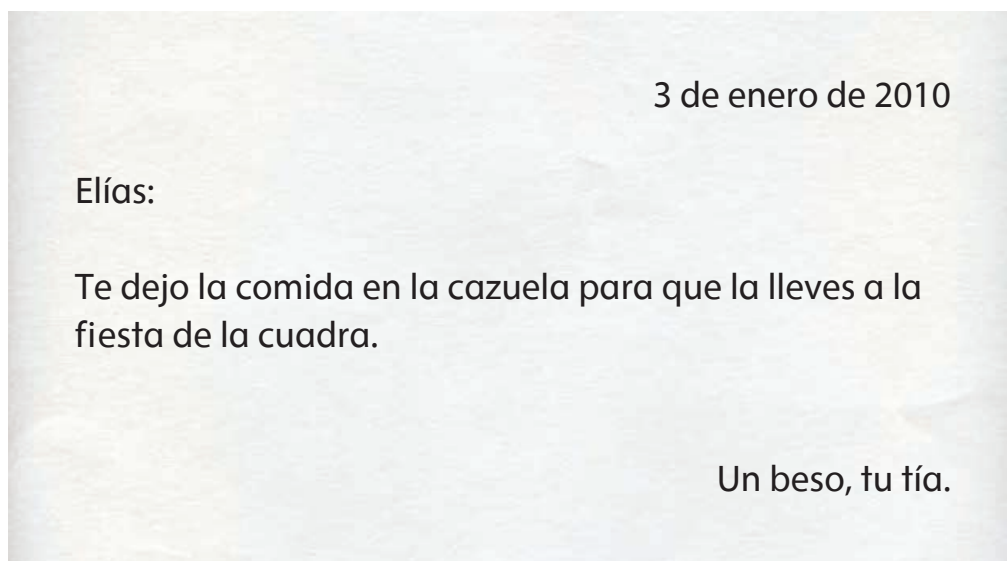 3 de enero de 2010
Elías:
Te dejo la comida en la cazuela para que la lleves a la
fiesta de la cuadra.
Un beso, tu tía.